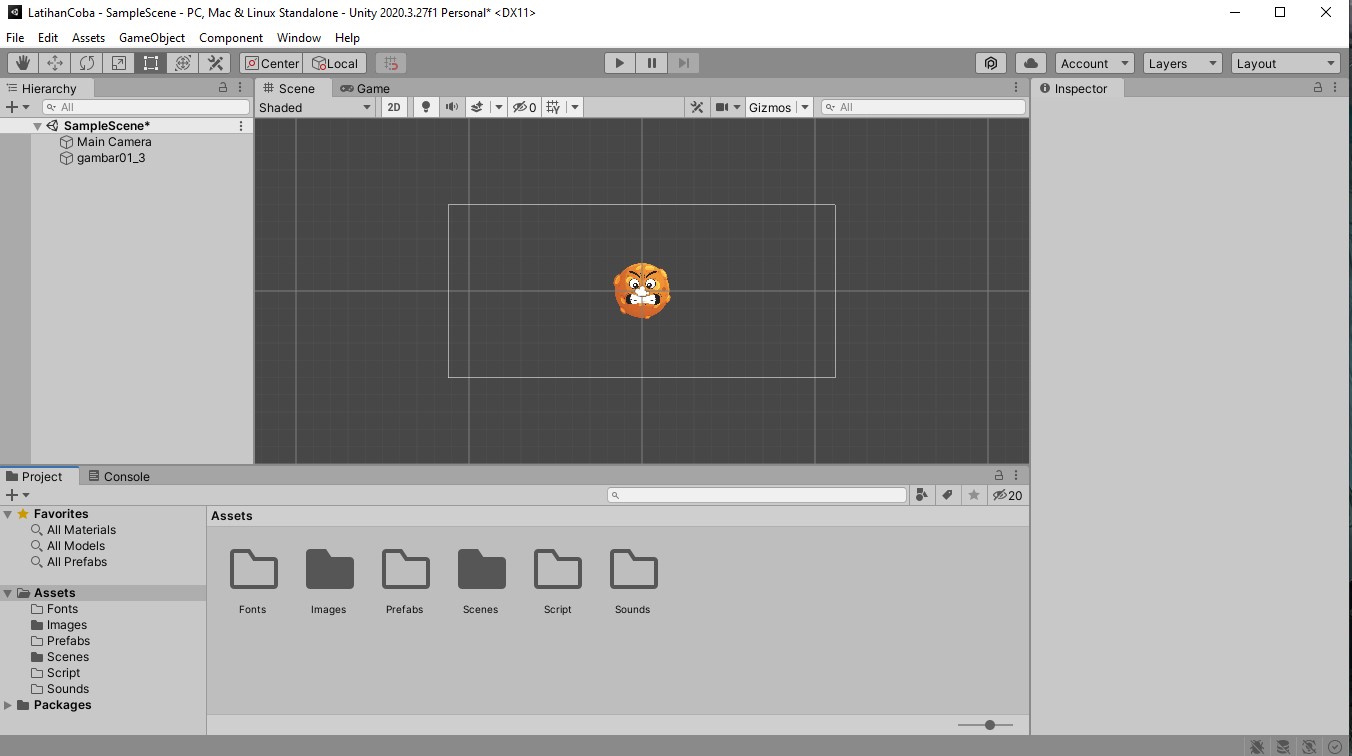 LatihanCoba - SampleScene - PC, Mac & Linux Standalone - Unity 2020.3.27f1 Personal* <DX11>
File Edit Assets GameObject Component Window Help
Center Local Account Layers Layout
Hierarchy Scene Game Inspector
All Shaded 2D 0 Gizmos All
SampleScene*
Main Camera
gambar01_3
Project Console
20
Favorites Assets
All Materials
All Models
All Prefabs
Assets
Fonts Images Prefabs Scenes Script Sounds
Fonts
Images
Prefabs
Scenes
Script
Sounds
Packages